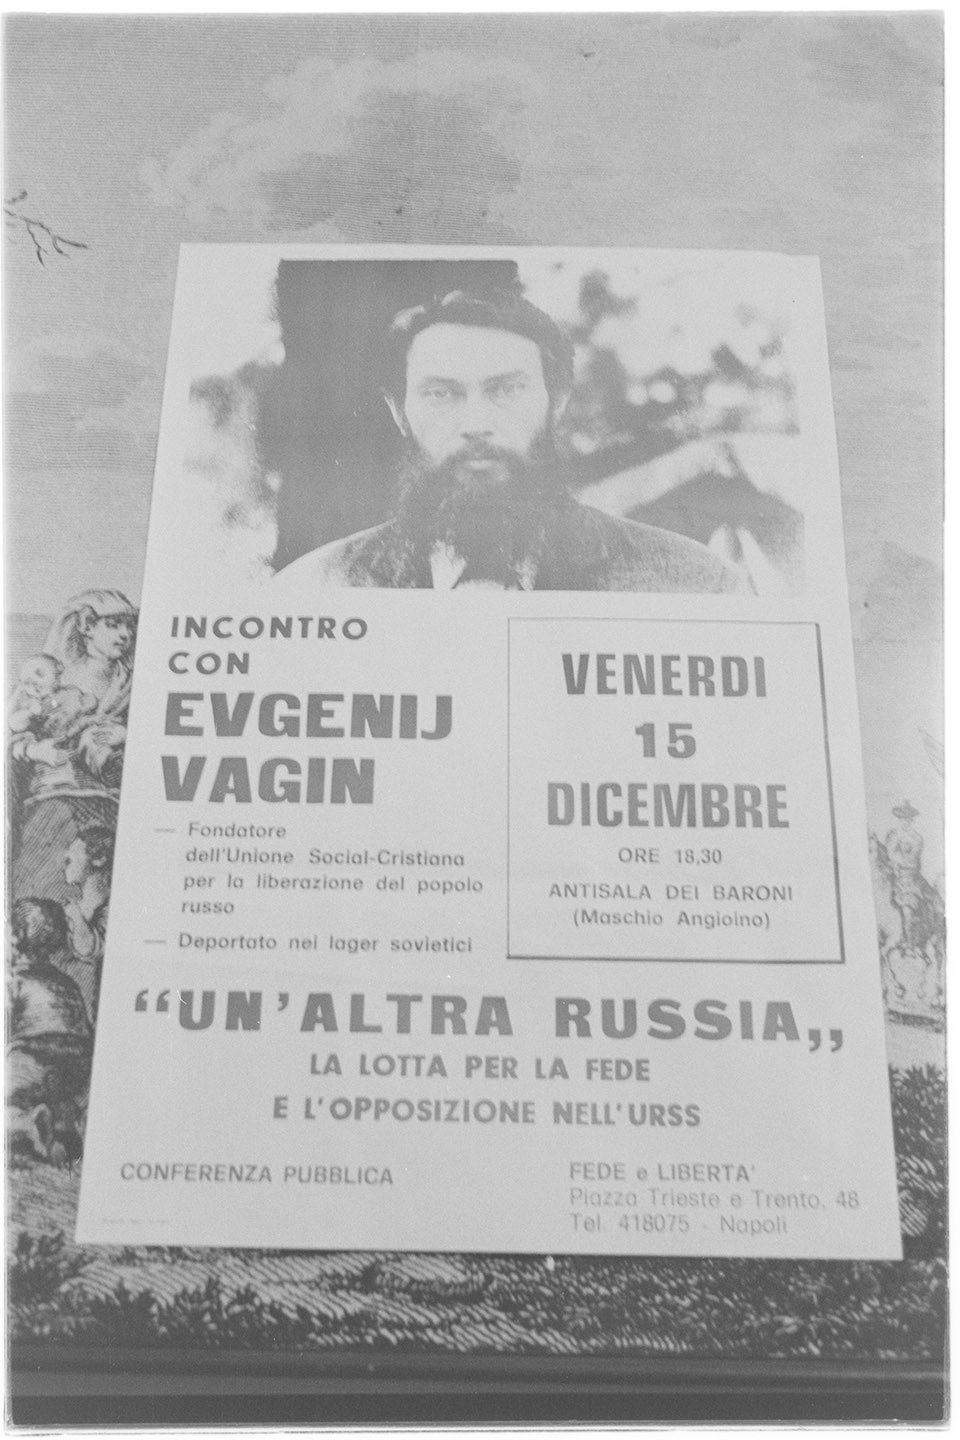 INCONTRO
CON
EVGENIJ
VAGIN
— Fondatore
dell'Unione Social-Cristiana
per la liberazione del popolo
russo
— Deportato nei lager sovietici
VENERDI
15
DICEMBRE
ORE 18,30
ANTISALA DEI BARONI
(Maschio Angioino)
“UN'ALTRA RUSSIA„
LA LOTTA PER LA FEDE
E L'OPPOSIZIONE NELL'URSS
CONFERENZA PUBBLICA
FEDE e LIBERTA'
Piazza Trieste e Trento, 48
Tel. 418075 - Napoli